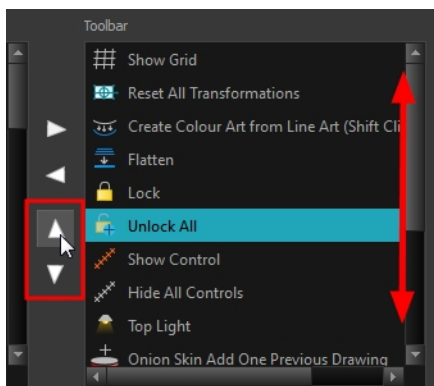 Toolbar
Show Grid
Reset All Transformations
Create Colour Art from Line Art (Shift Cli
Flatten
Lock
Unlock All
Show Control
Hide All Controls
Top Light
Onion Skin Add One Previous Drawing